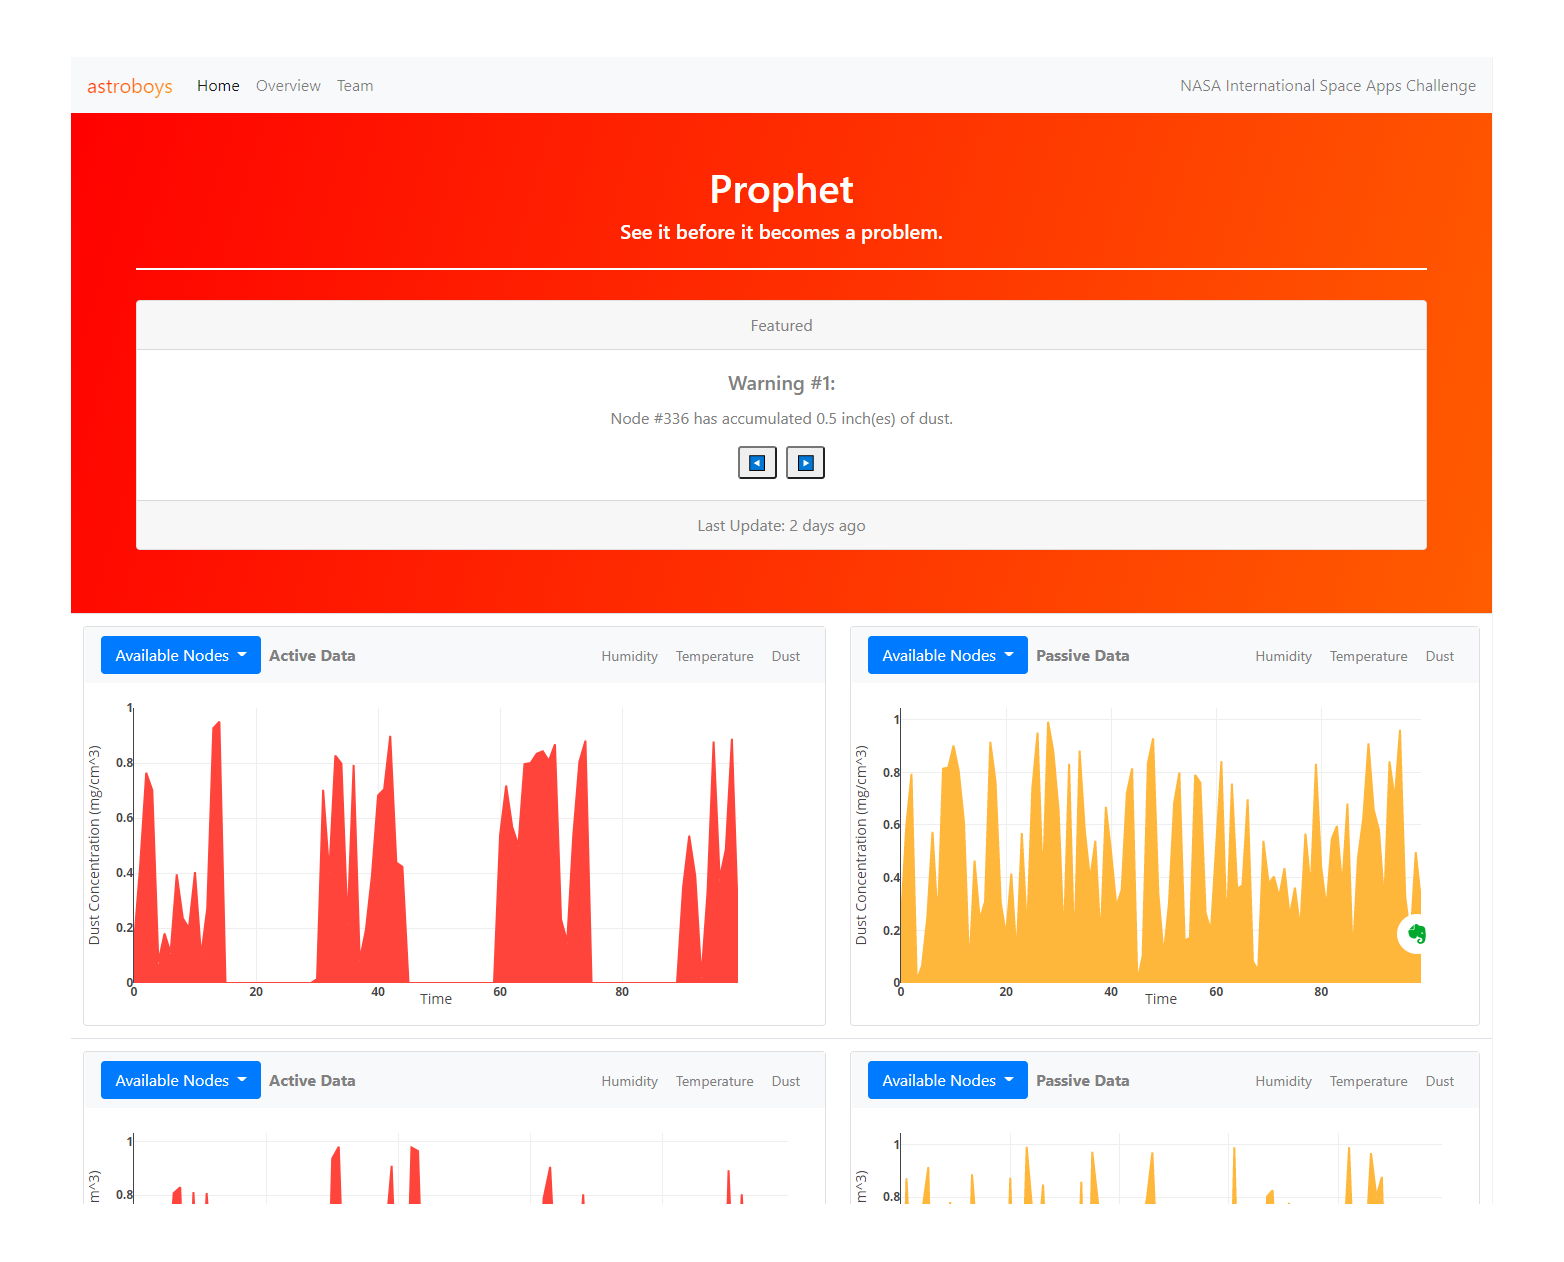 astroboys Home Overview Team NASA International Space Apps Challenge
Prophet
See it before it becomes a problem.
Featured
Warning #1:
Node #336 has accumulated 0.5 inch(es) of dust.
Last Update: 2 days ago
Available Nodes Active Data Humidity Temperature Dust
1
0.8
0.6
0.4
0.2
0
Dust Concentration (mg/cm^3)
0 20 40 60 80
Time
Available Nodes Passive Data Humidity Temperature Dust
1
0.8
0.6
0.4
0.2
0
Dust Concentration (mg/cm^3)
0 20 40 60 80
Time
Available Nodes Active Data Humidity Temperature Dust
1
0.8
m^3)
Available Nodes Passive Data Humidity Temperature Dust
1
0.8
m^3)